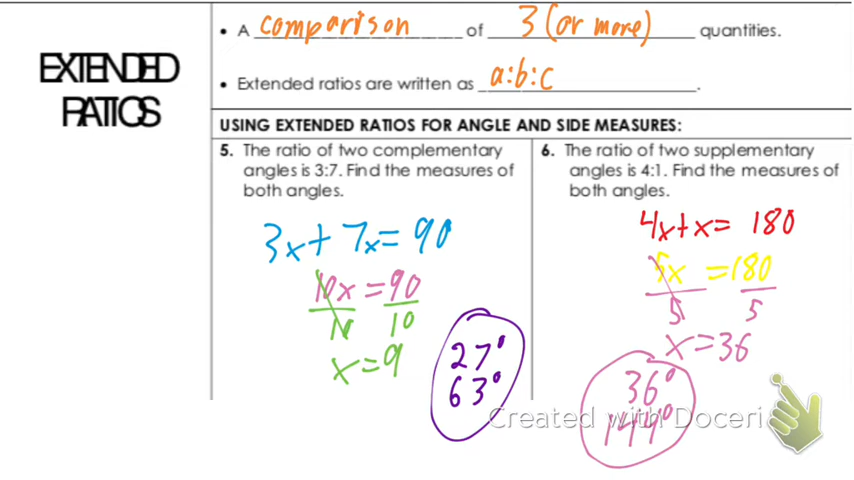 EXTENDED
RATIOS
• A comparison of 3 (or more) quantities.
• Extended ratios are written as a:b:c.
USING EXTENDED RATIOS FOR ANGLE AND SIDE MEASURES:
5. The ratio of two complementary
angles is 3:7. Find the measures of
both angles.
3x + 7x = 90
10x = 90
10 10
x = 9
27°
63°
6. The ratio of two supplementary
angles is 4:1. Find the measures of
both angles.
4x+x = 180
5x = 180
5 5
x = 36
36°
144°
Created with Doceri